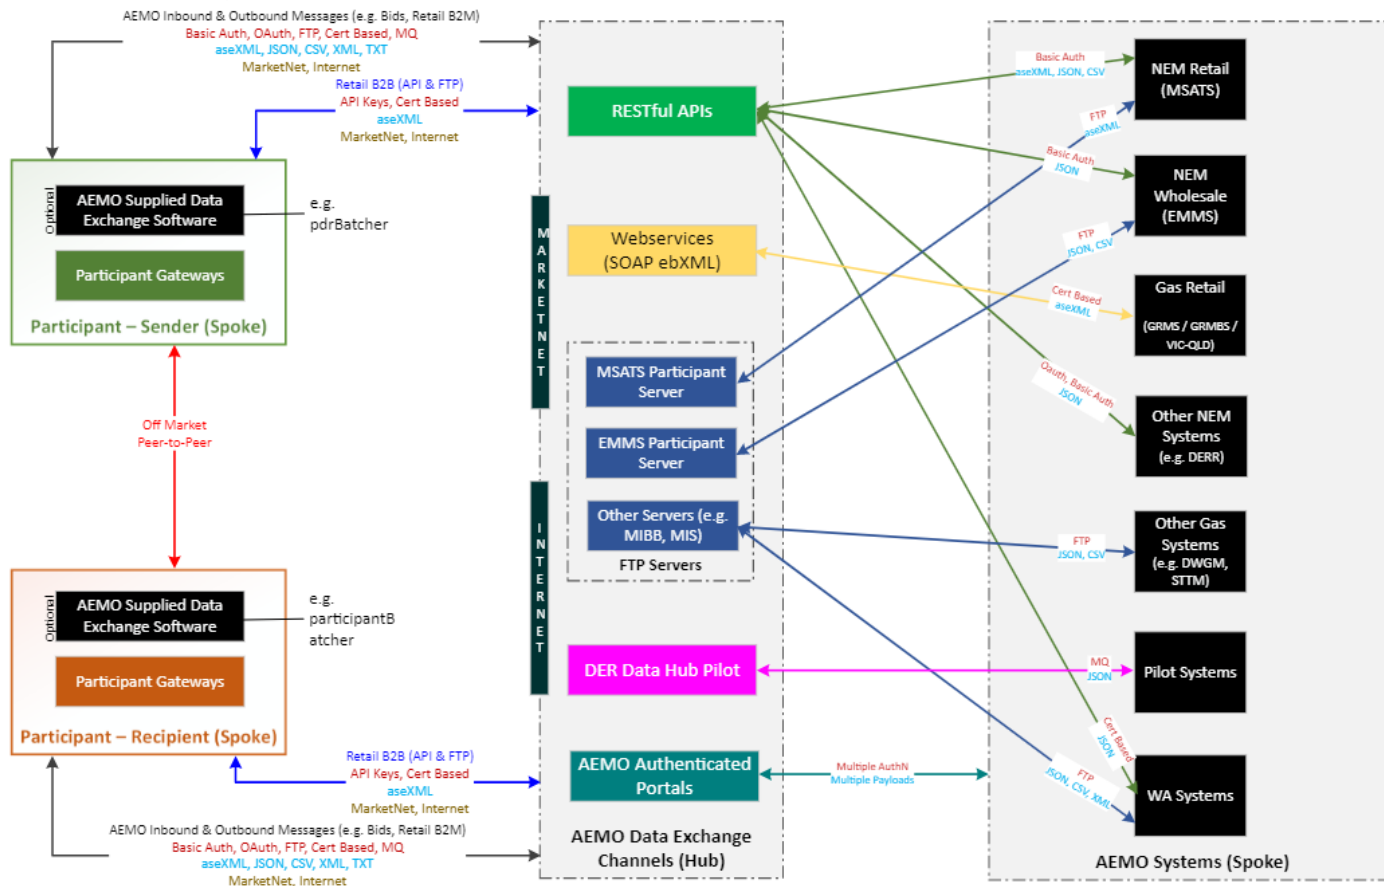 AEMO Inbound & Outbound Messages (e.g. Bids, Retail B2M)
Basic Auth, OAuth, FTP, Cert Based, MQ
aseXML, JSON, CSV, XML, TXT
MarketNet, Internet
Retail B2B (API & FTP)
API Keys, Cert Based
aseXML
MarketNet, Internet
Optional
AEMO Supplied Data
Exchange Software
e.g.
pdrBatcher
Participant Gateways
Participant – Sender (Spoke)
Off Market
Peer-to-Peer
Optional
AEMO Supplied Data
Exchange Software
e.g.
participantB
atcher
Participant Gateways
Participant – Recipient (Spoke)
Retail B2B (API & FTP)
API Keys, Cert Based
aseXML
MarketNet, Internet
AEMO Inbound & Outbound Messages (e.g. Bids, Retail B2M)
Basic Auth, OAuth, FTP, Cert Based, MQ
aseXML, JSON, CSV, XML, TXT
MarketNet, Internet
MARKETNET
INTERNET
RESTful APIs
Webservices
(SOAP ebXML)
MSATS Participant
Server
EMMS Participant
Server
Other Servers (e.g.
MIBB, MIS)
FTP Servers
DER Data Hub Pilot
AEMO Authenticated
Portals
AEMO Data Exchange
Channels (Hub)
Basic Auth
aseXML, JSON, CSV
FTP
aseXML
Basic Auth
JSON
FTP
JSON, CSV
Cert Based
aseXML
Oauth, Basic Auth
JSON
FTP
JSON, CSV
MQ
JSON
Cert Based
JSON
FTP
JSON, CSV, XML
Multiple AuthN
Multiple Payloads
NEM Retail
(MSATS)
NEM
Wholesale
(EMMS)
Gas Retail
(GRMS / GRMBS /
VIC-QLD)
Other NEM
Systems
(e.g. DERR)
Other Gas
Systems
(e.g. DWGM,
STTM)
Pilot Systems
WA Systems
AEMO Systems (Spoke)